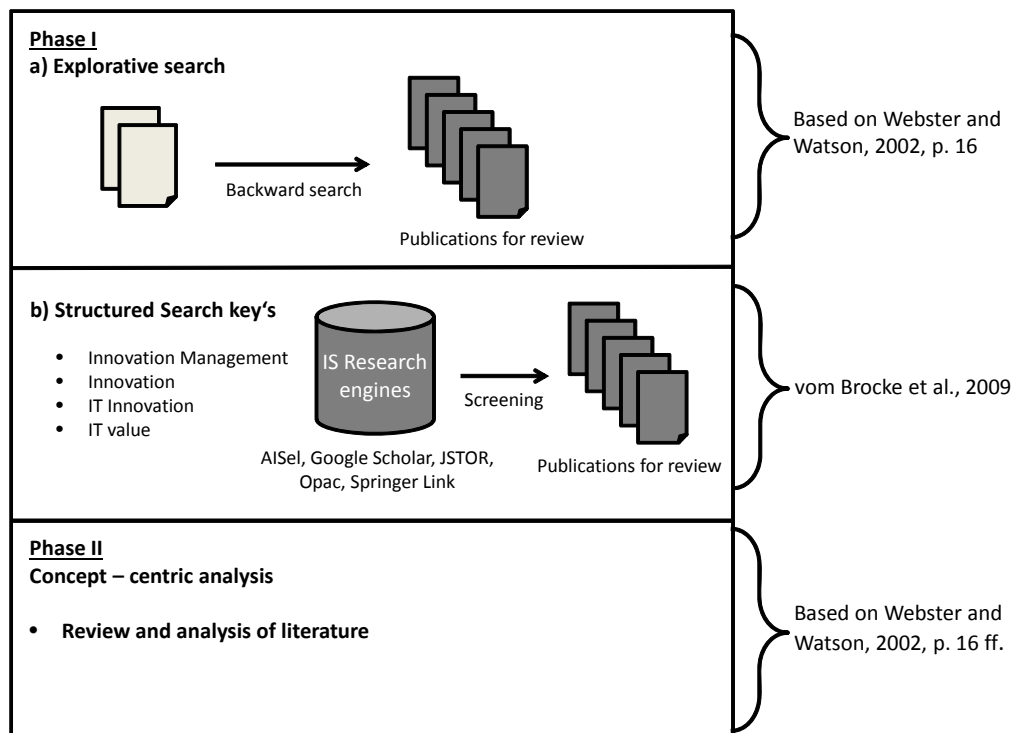 Phase I
a) Explorative search
Backward search
Publications for review
Based on Webster and
Watson, 2002, p. 16
b) Structured Search key‘s
• Innovation Management
• Innovation
• IT Innovation
• IT value
IS Research
engines
AISel, Google Scholar, JSTOR,
Opac, Springer Link
Screening
Publications for review
vom Brocke et al., 2009
Phase II
Concept – centric analysis
• Review and analysis of literature
Based on Webster and
Watson, 2002, p. 16 ff.